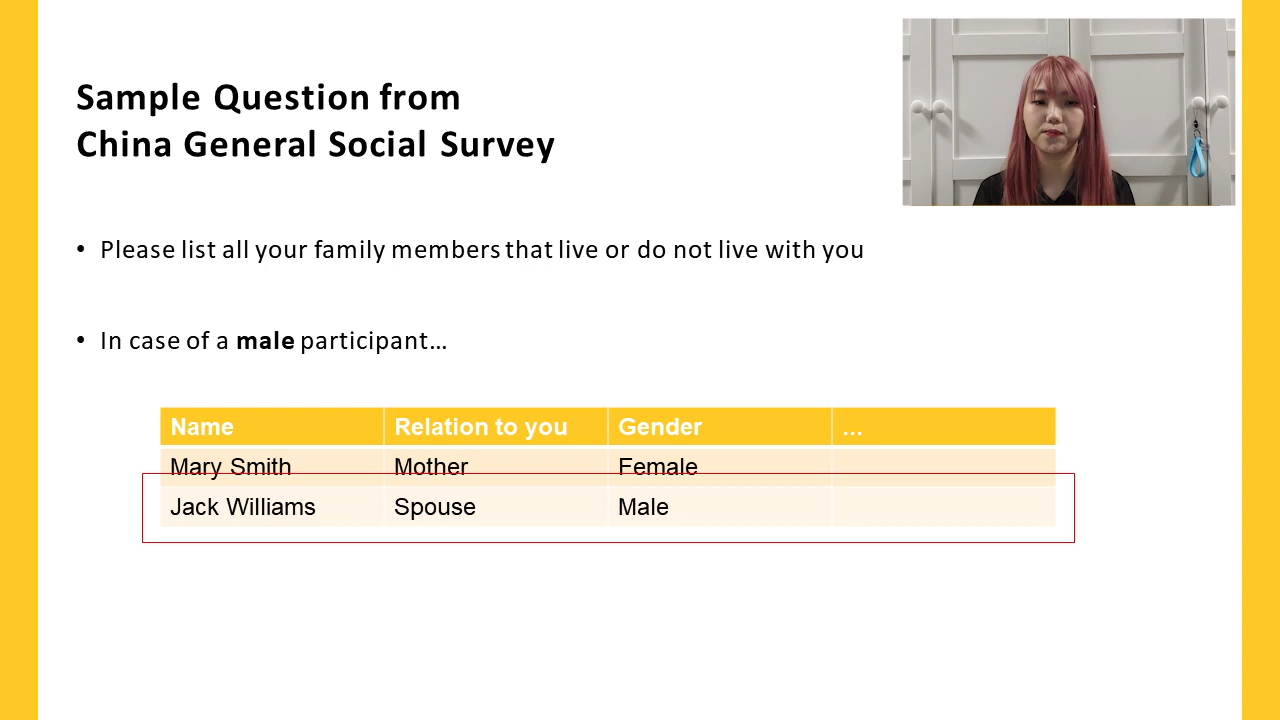 Sample Question from
China General Social Survey
• Please list all your family members that live or do not live with you
• In case of a male participant…
Name Relation to you Gender ...
Mary Smith Mother Female
Jack Williams Spouse Male